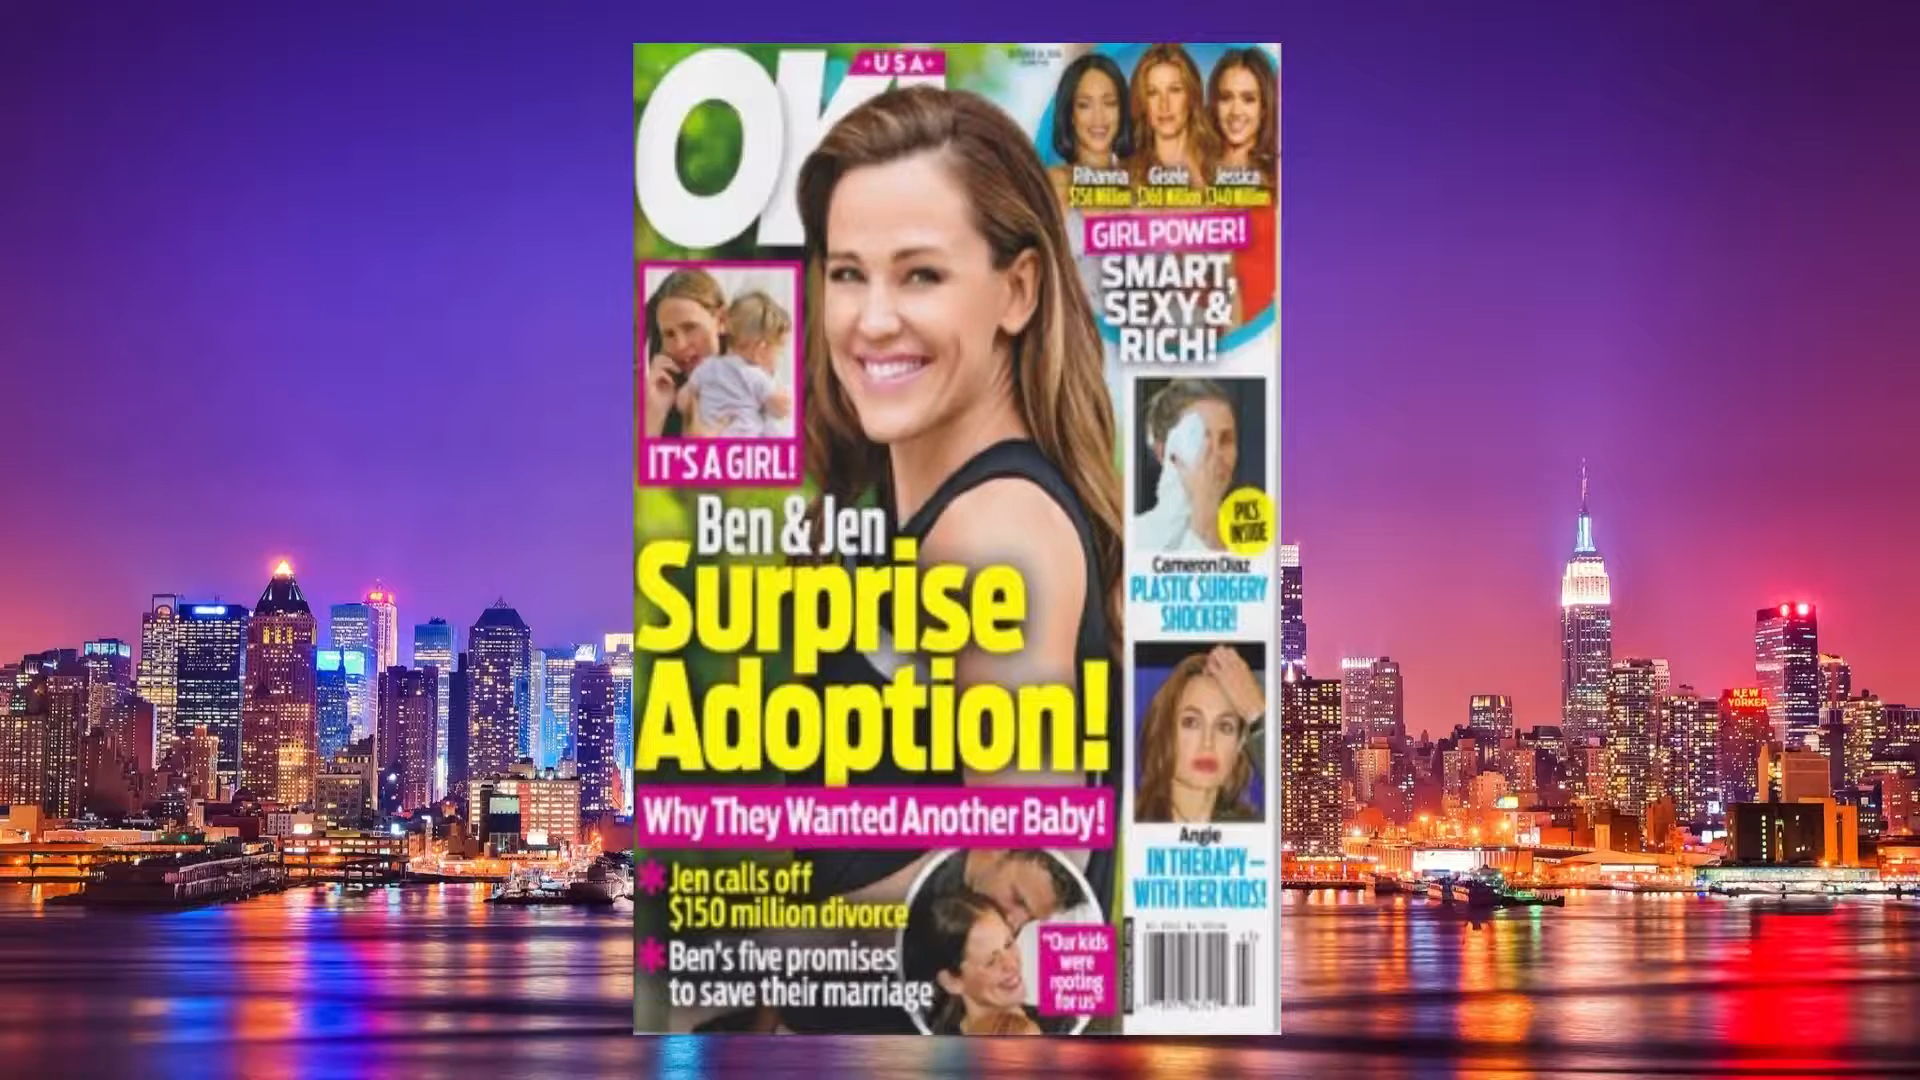 OK!
USA
Rihanna Gisele Jessica
$150 Million $360 Million $340 Million
GIRL POWER!
SMART,
SEXY &
RICH!
IT'S A GIRL!
Ben & Jen
Surprise
Adoption!
Why They Wanted Another Baby!
* Jen calls off
$150 million divorce
* Ben's five promises
to save their marriage
"Our kids
were
rooting
for us"
PICS
INSIDE
Cameron Diaz
PLASTIC SURGERY
SHOCKER!
Angie
IN THERAPY—
WITH HER KIDS!
NEW
YORKER